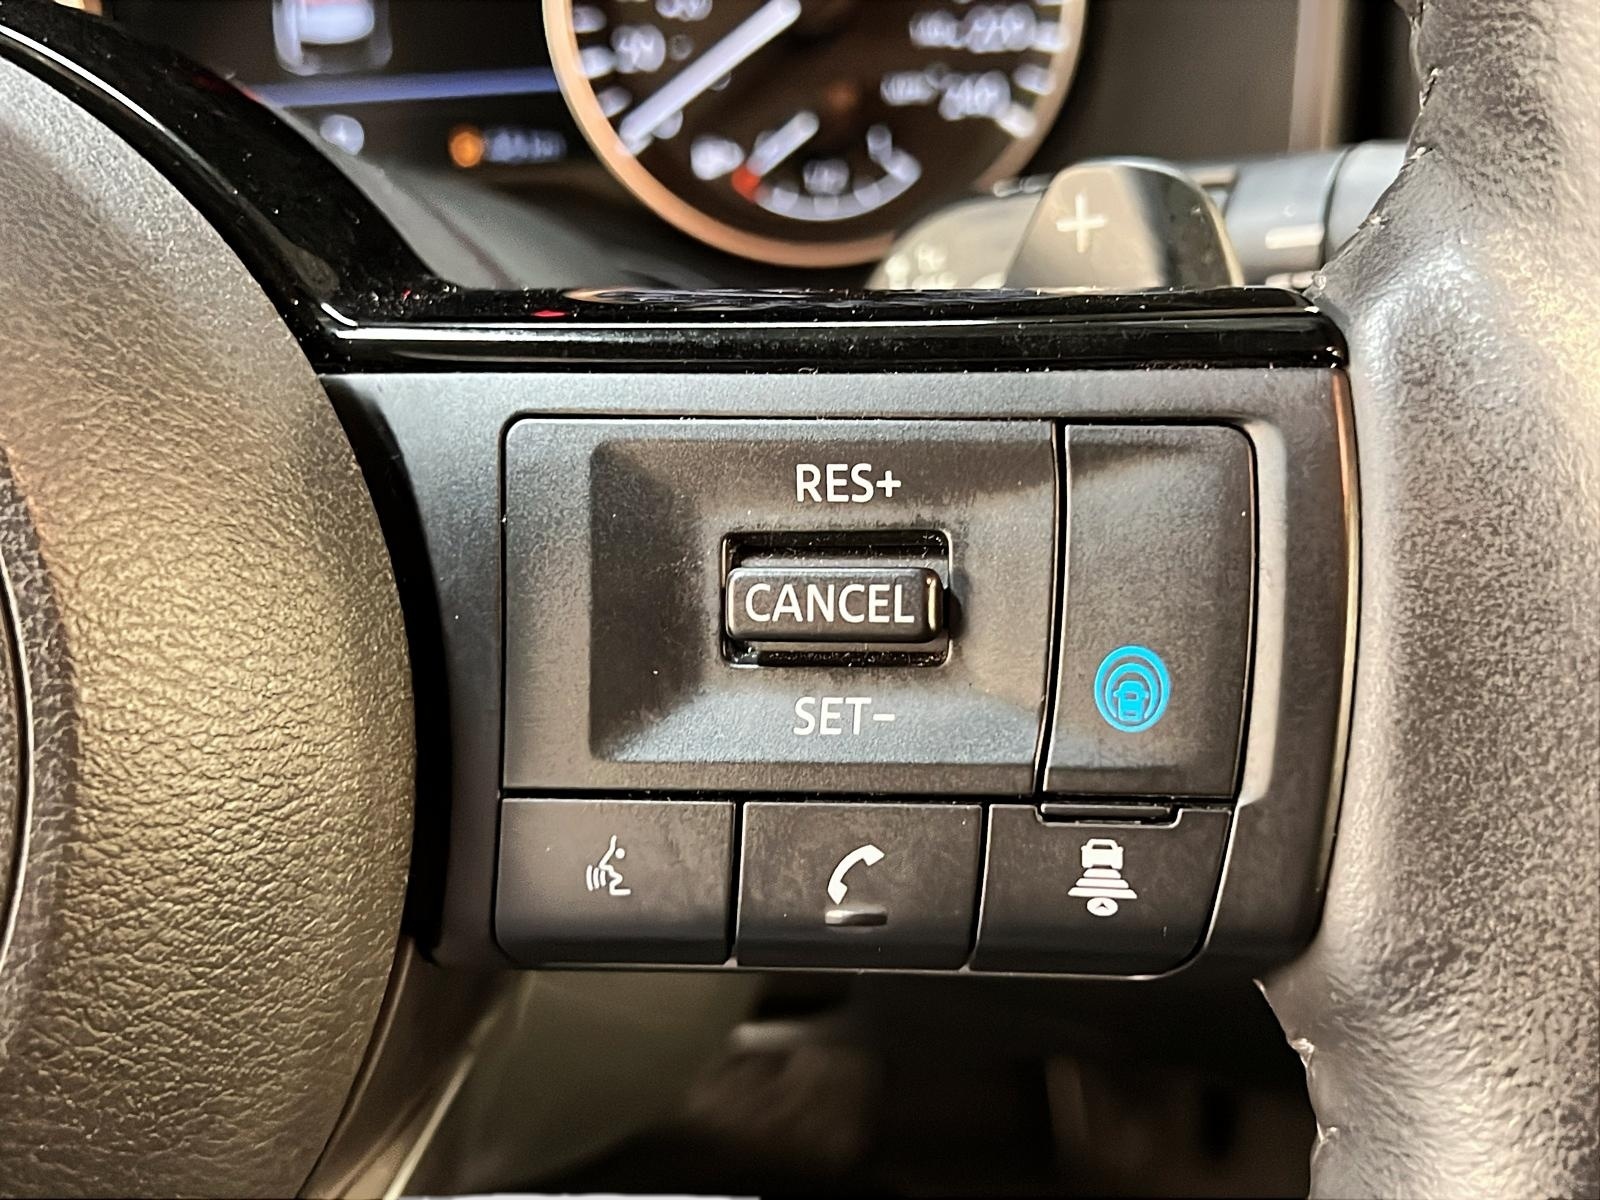 +
RES+
CANCEL
SET−